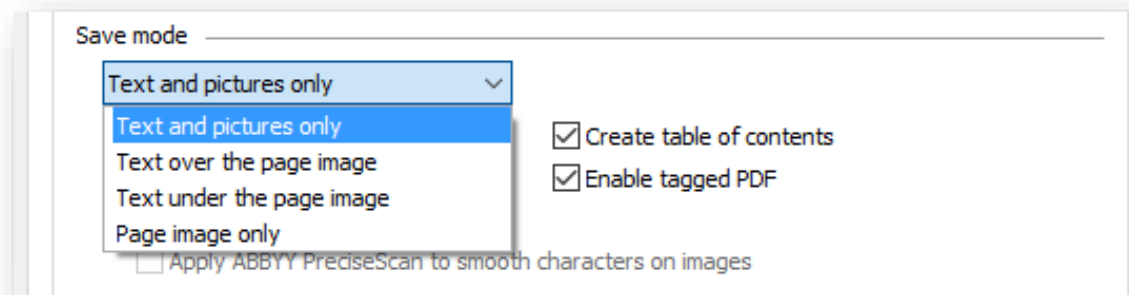 Save mode
Text and pictures only
Text and pictures only
Text over the page image
Text under the page image
Page image only
Create table of contents
Enable tagged PDF
Apply ABBYY PreciseScan to smooth characters on images